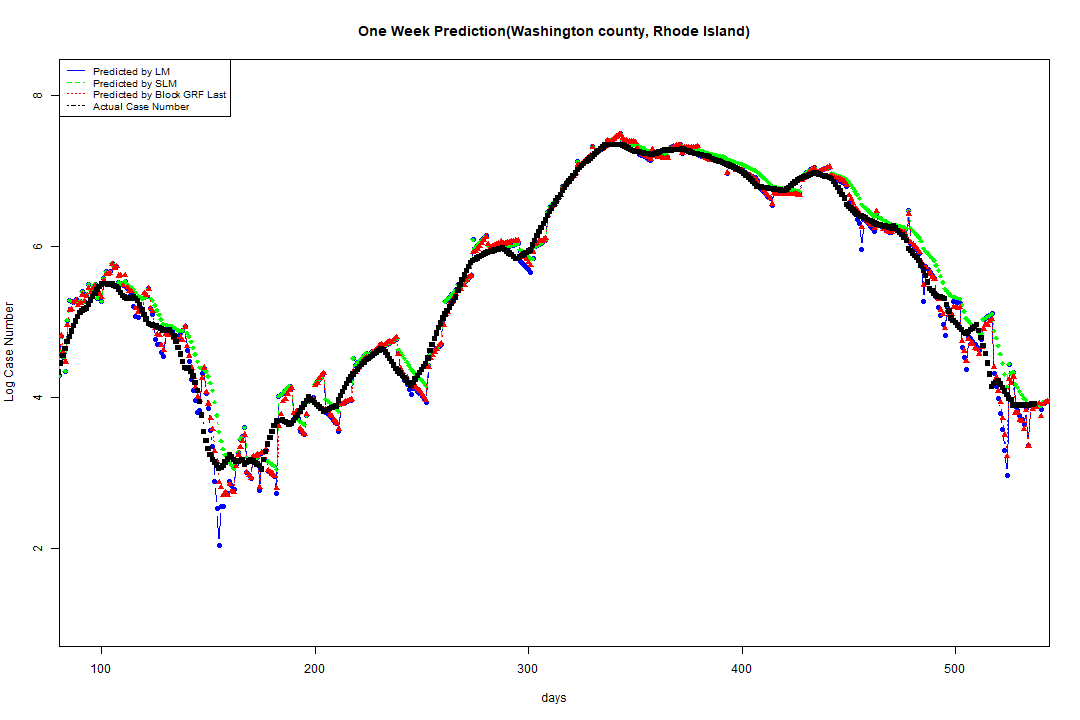 One Week Prediction(Washington county, Rhode Island)
Predicted by LM
Predicted by SLM
Predicted by Block GRF Last
Actual Case Number
8
6
4
2
Log Case Number
100 200 300 400 500
days